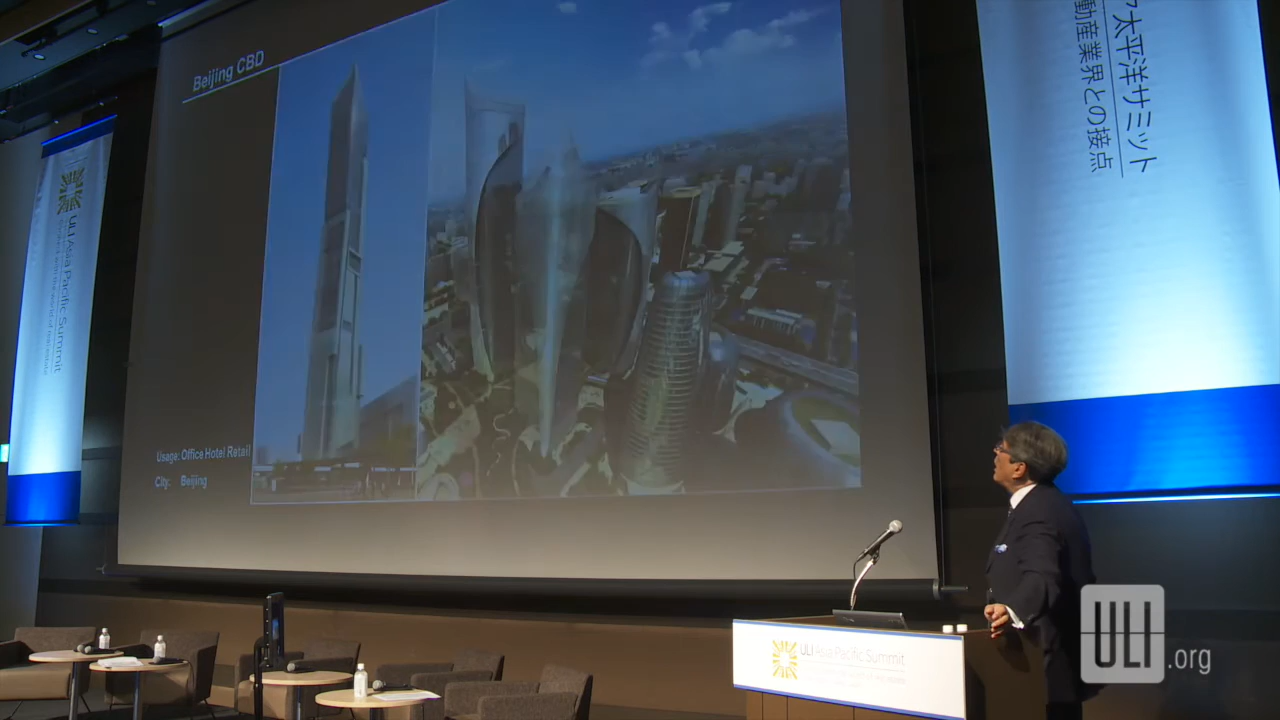 Beijing CBD
Usage: Office Hotel Retail
City: Beijing
ULI Asia Pacific Summit
太平洋サミット
動産業界との接点
ULI Asia Pacific Summit
ULI.org